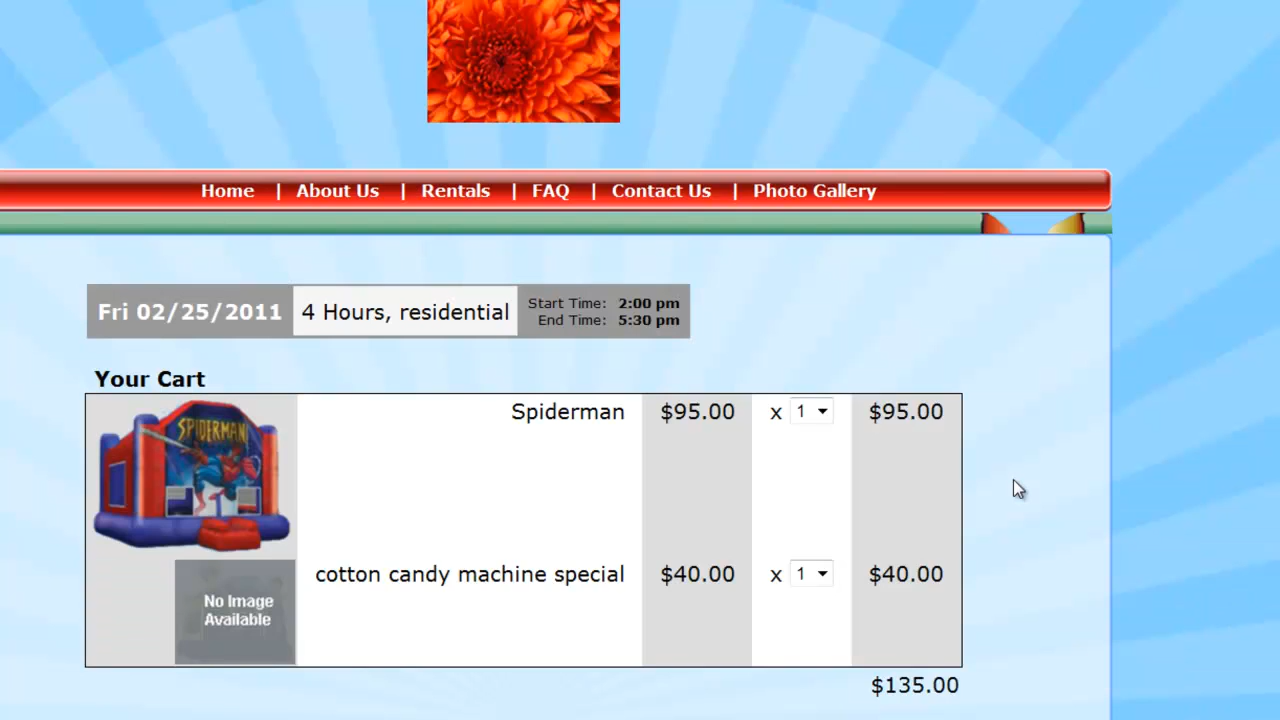 Home | About Us | Rentals | FAQ | Contact Us | Photo Gallery
Fri 02/25/2011 4 Hours, residential Start Time: 2:00 pm
End Time: 5:30 pm
Your Cart
SPIDERMAN
Spiderman $95.00 x 1 $95.00
No Image
Available
cotton candy machine special $40.00 x 1 $40.00
$135.00